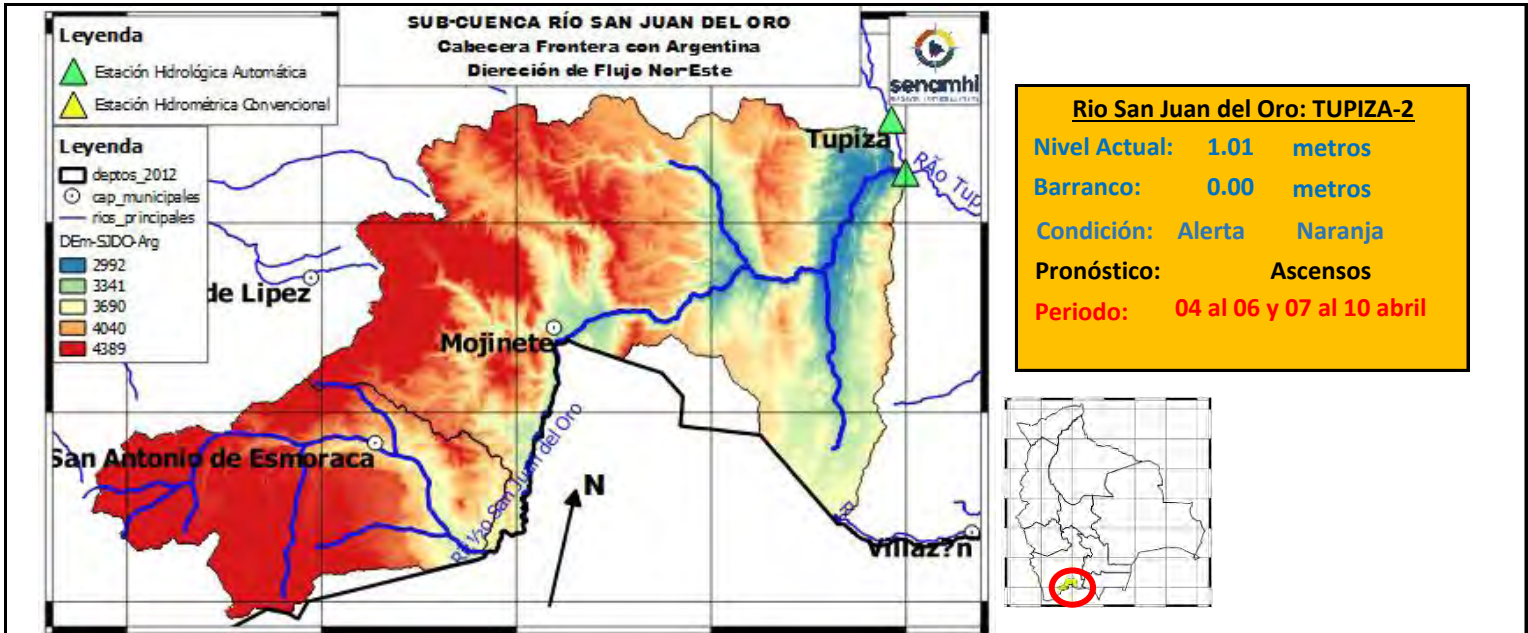 SUB-CUENCA RÍO SAN JUAN DEL ORO
Cabecera Frontera con Argentina
Diercción de Flujo Nor-Este
Leyenda
Estación Hidrológica Automática
Estación Hidrométrica Convencional
Leyenda
deptos_2012
cap_municipales
rios_principales
DEm-SJDO-Arg
2992
3341
3690
4040
4389
senamhi
Tupiza
RÃ­o Tup
de Lipez
Mojinete
San Antonio de Esmoraca
San Juan del Oro
N
Villaz?n
Rio San Juan del Oro: TUPIZA-2
Nivel Actual: 1.01 metros
Barranco: 0.00 metros
Condición: Alerta Naranja
Pronóstico: Ascensos
Periodo: 04 al 06 y 07 al 10 abril